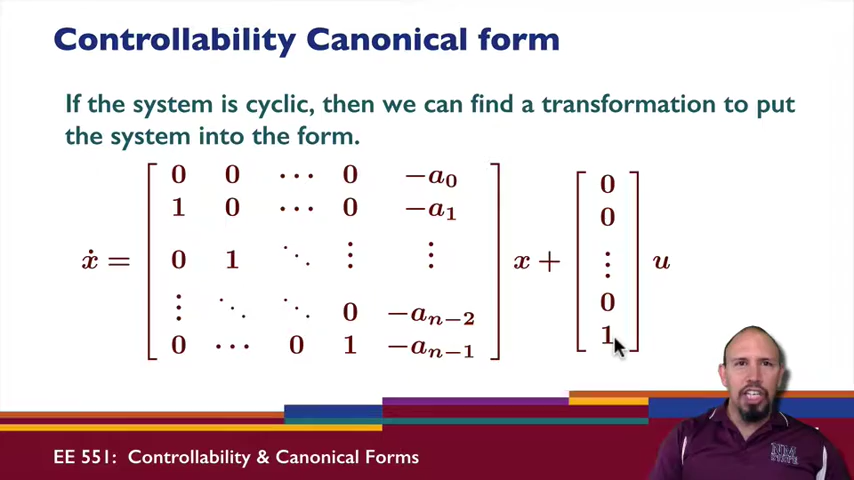 Controllability Canonical form
If the system is cyclic, then we can find a transformation to put
the system into the form.
0 0 ⋯ 0 −a₀ 0
1 0 ⋯ 0 −a₁ 0
ẋ = 0 1 ⋱ ⋮ ⋮ x + ⋮ u
⋮ ⋱ ⋱ 0 −aₙ₋₂ 0
0 ⋯ 0 1 −aₙ₋₁ 1
EE 551: Controllability & Canonical Forms